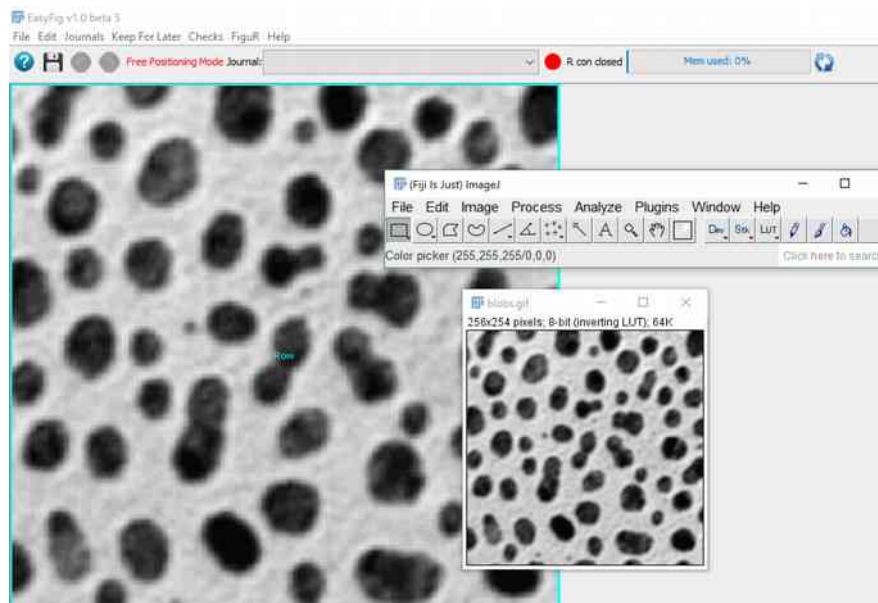 EasyFig v1.0 beta 5
File Edit Journals Keep For Later Checks FiguR Help
Free Positioning Mode Journal: R con closed Mem used: 0%
(Fiji Is Just) ImageJ
File Edit Image Process Analyze Plugins Window Help
A Dev Stk LUT
Color picker (255,255,255/0,0,0) Click here to searc
blobs.gif
256x254 pixels; 8-bit (inverting LUT); 64K
Row